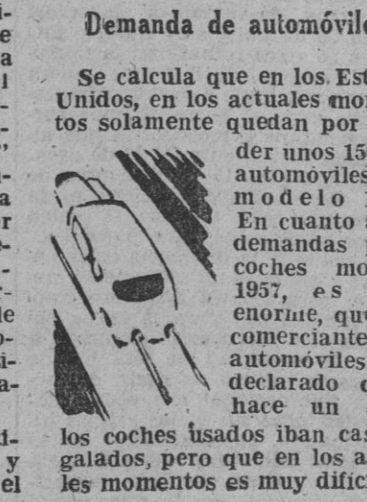 Demanda de automóvile
Se calcula que en los Est
Unidos, en los actuales mom
tos solamente quedan por
der unos 15
automóviles
modelo
En cuanto a
demandas
coches mo
1957, es
enorme, que
comerciante
automóviles
declarado
hace un
los coches usados iban cas
galados, pero que en los a
les momentos es muy difíci